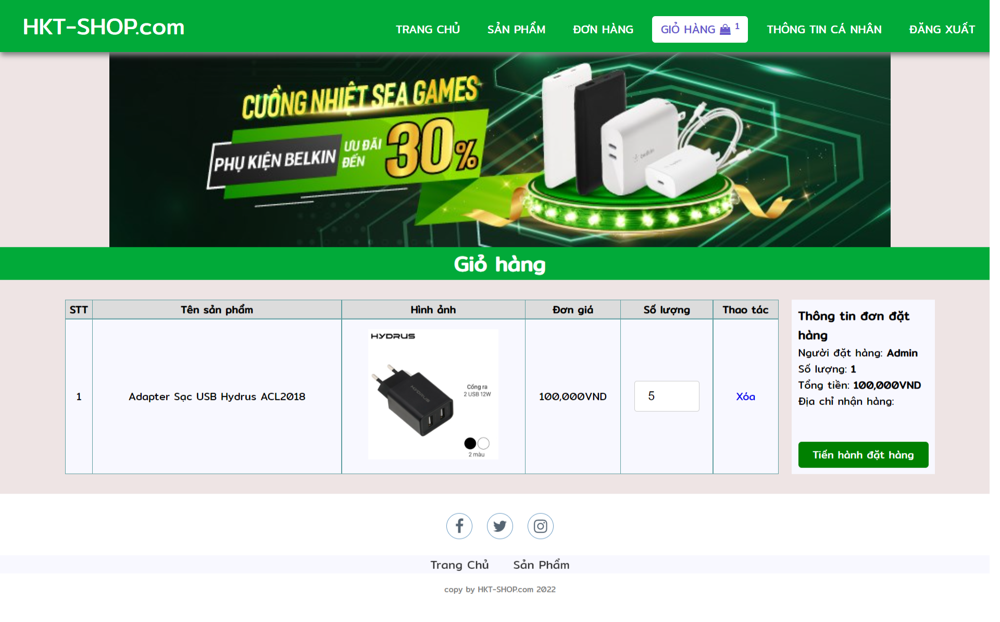 HKT-SHOP.com
TRANG CHỦ SẢN PHẨM ĐƠN HÀNG GIỎ HÀNG 1 THÔNG TIN CÁ NHÂN ĐĂNG XUẤT
CUỒNG NHIỆT SEA GAMES
PHỤ KIỆN BELKIN ƯU ĐÃI ĐẾN 30%
belkin
Giỏ hàng
STT Tên sản phẩm Hình ảnh Đơn giá Số lượng Thao tác
HYDRUS
HYDRUS
Cổng ra
2 USB 12W
2 màu
1 Adapter Sạc USB Hydrus ACL2018 100,000VND 5 Xóa
Thông tin đơn đặt
hàng
Người đặt hàng: Admin
Số lượng: 1
Tổng tiền: 100,000VND
Địa chỉ nhận hàng:
Tiến hành đặt hàng
Trang Chủ Sản Phẩm
copy by HKT-SHOP.com 2022